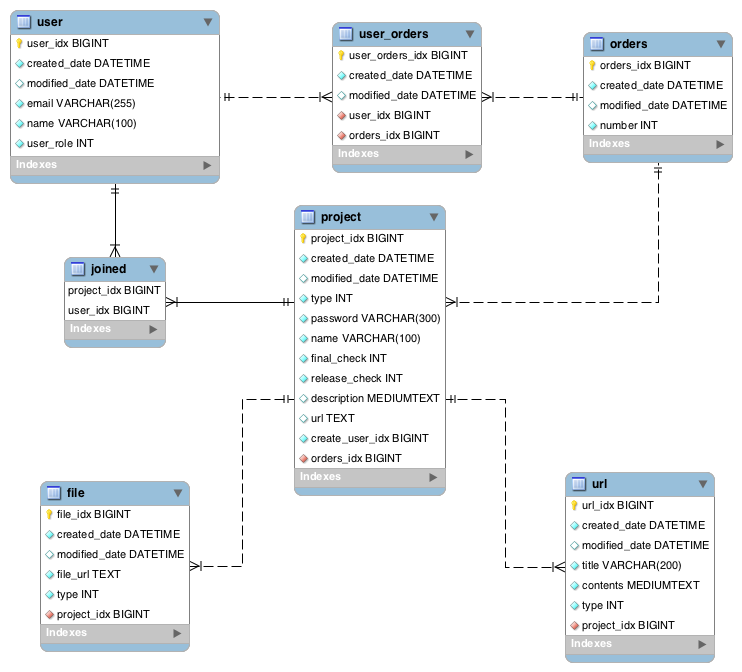 user
user_idx BIGINT
created_date DATETIME
modified_date DATETIME
email VARCHAR(255)
name VARCHAR(100)
user_role INT
Indexes
user_orders
user_orders_idx BIGINT
created_date DATETIME
modified_date DATETIME
user_idx BIGINT
orders_idx BIGINT
Indexes
orders
orders_idx BIGINT
created_date DATETIME
modified_date DATETIME
number INT
Indexes
joined
project_idx BIGINT
user_idx BIGINT
Indexes
project
project_idx BIGINT
created_date DATETIME
modified_date DATETIME
type INT
password VARCHAR(300)
name VARCHAR(100)
final_check INT
release_check INT
description MEDIUMTEXT
url TEXT
create_user_idx BIGINT
orders_idx BIGINT
Indexes
file
file_idx BIGINT
created_date DATETIME
modified_date DATETIME
file_url TEXT
type INT
project_idx BIGINT
Indexes
url
url_idx BIGINT
created_date DATETIME
modified_date DATETIME
title VARCHAR(200)
contents MEDIUMTEXT
type INT
project_idx BIGINT
Indexes